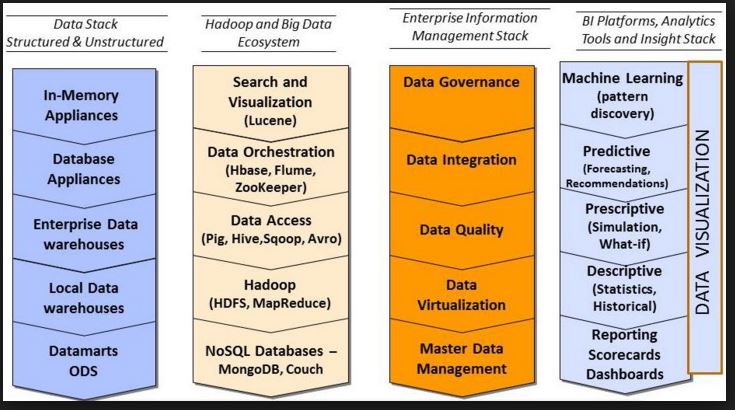 Data Stack
Structured & Unstructured
In-Memory
Appliances
Database
Appliances
Enterprise Data
warehouses
Local Data
warehouses
Datamarts
ODS
Hadoop and Big Data
Ecosystem
Search and
Visualization
(Lucene)
Data Orchestration
(Hbase, Flume,
ZooKeeper)
Data Access
(Pig, Hive,Sqoop, Avro)
Hadoop
(HDFS, MapReduce)
NoSQL Databases –
MongoDB, Couch
Enterprise Information
Management Stack
Data Governance
Data Integration
Data Quality
Data
Virtualization
Master Data
Management
BI Platforms, Analytics
Tools and Insight Stack
Machine Learning
(pattern
discovery)
Predictive
(Forecasting,
Recommendations)
Prescriptive
(Simulation,
What-if)
Descriptive
(Statistics,
Historical)
Reporting
Scorecards
Dashboards
DATA VISUALIZATION